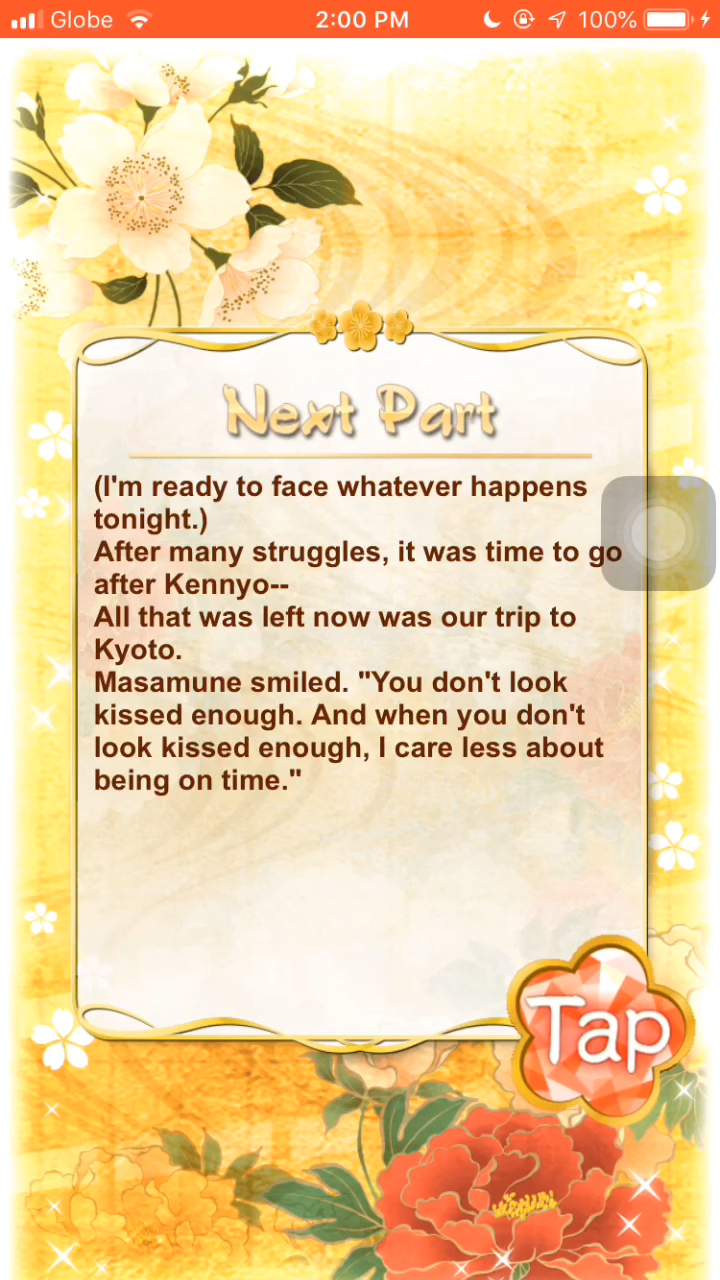 Globe 2:00 PM 100%
Next Part
(I'm ready to face whatever happens
tonight.)
After many struggles, it was time to go
after Kennyo--
All that was left now was our trip to
Kyoto.
Masamune smiled. "You don't look
kissed enough. And when you don't
look kissed enough, I care less about
being on time."
Tap